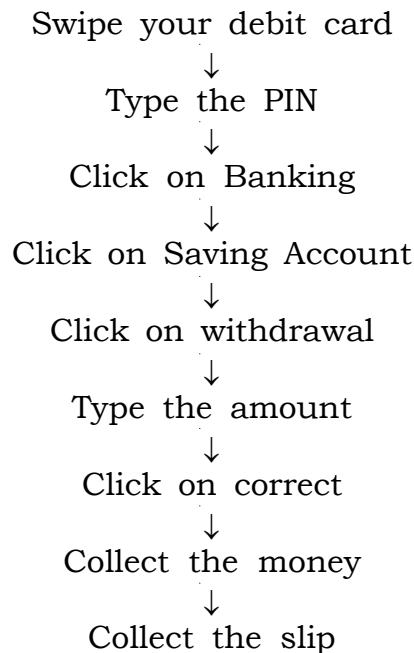 Swipe your debit card
↓
Type the PIN
↓
Click on Banking
↓
Click on Saving Account
↓
Click on withdrawal
↓
Type the amount
↓
Click on correct
↓
Collect the money
↓
Collect the slip